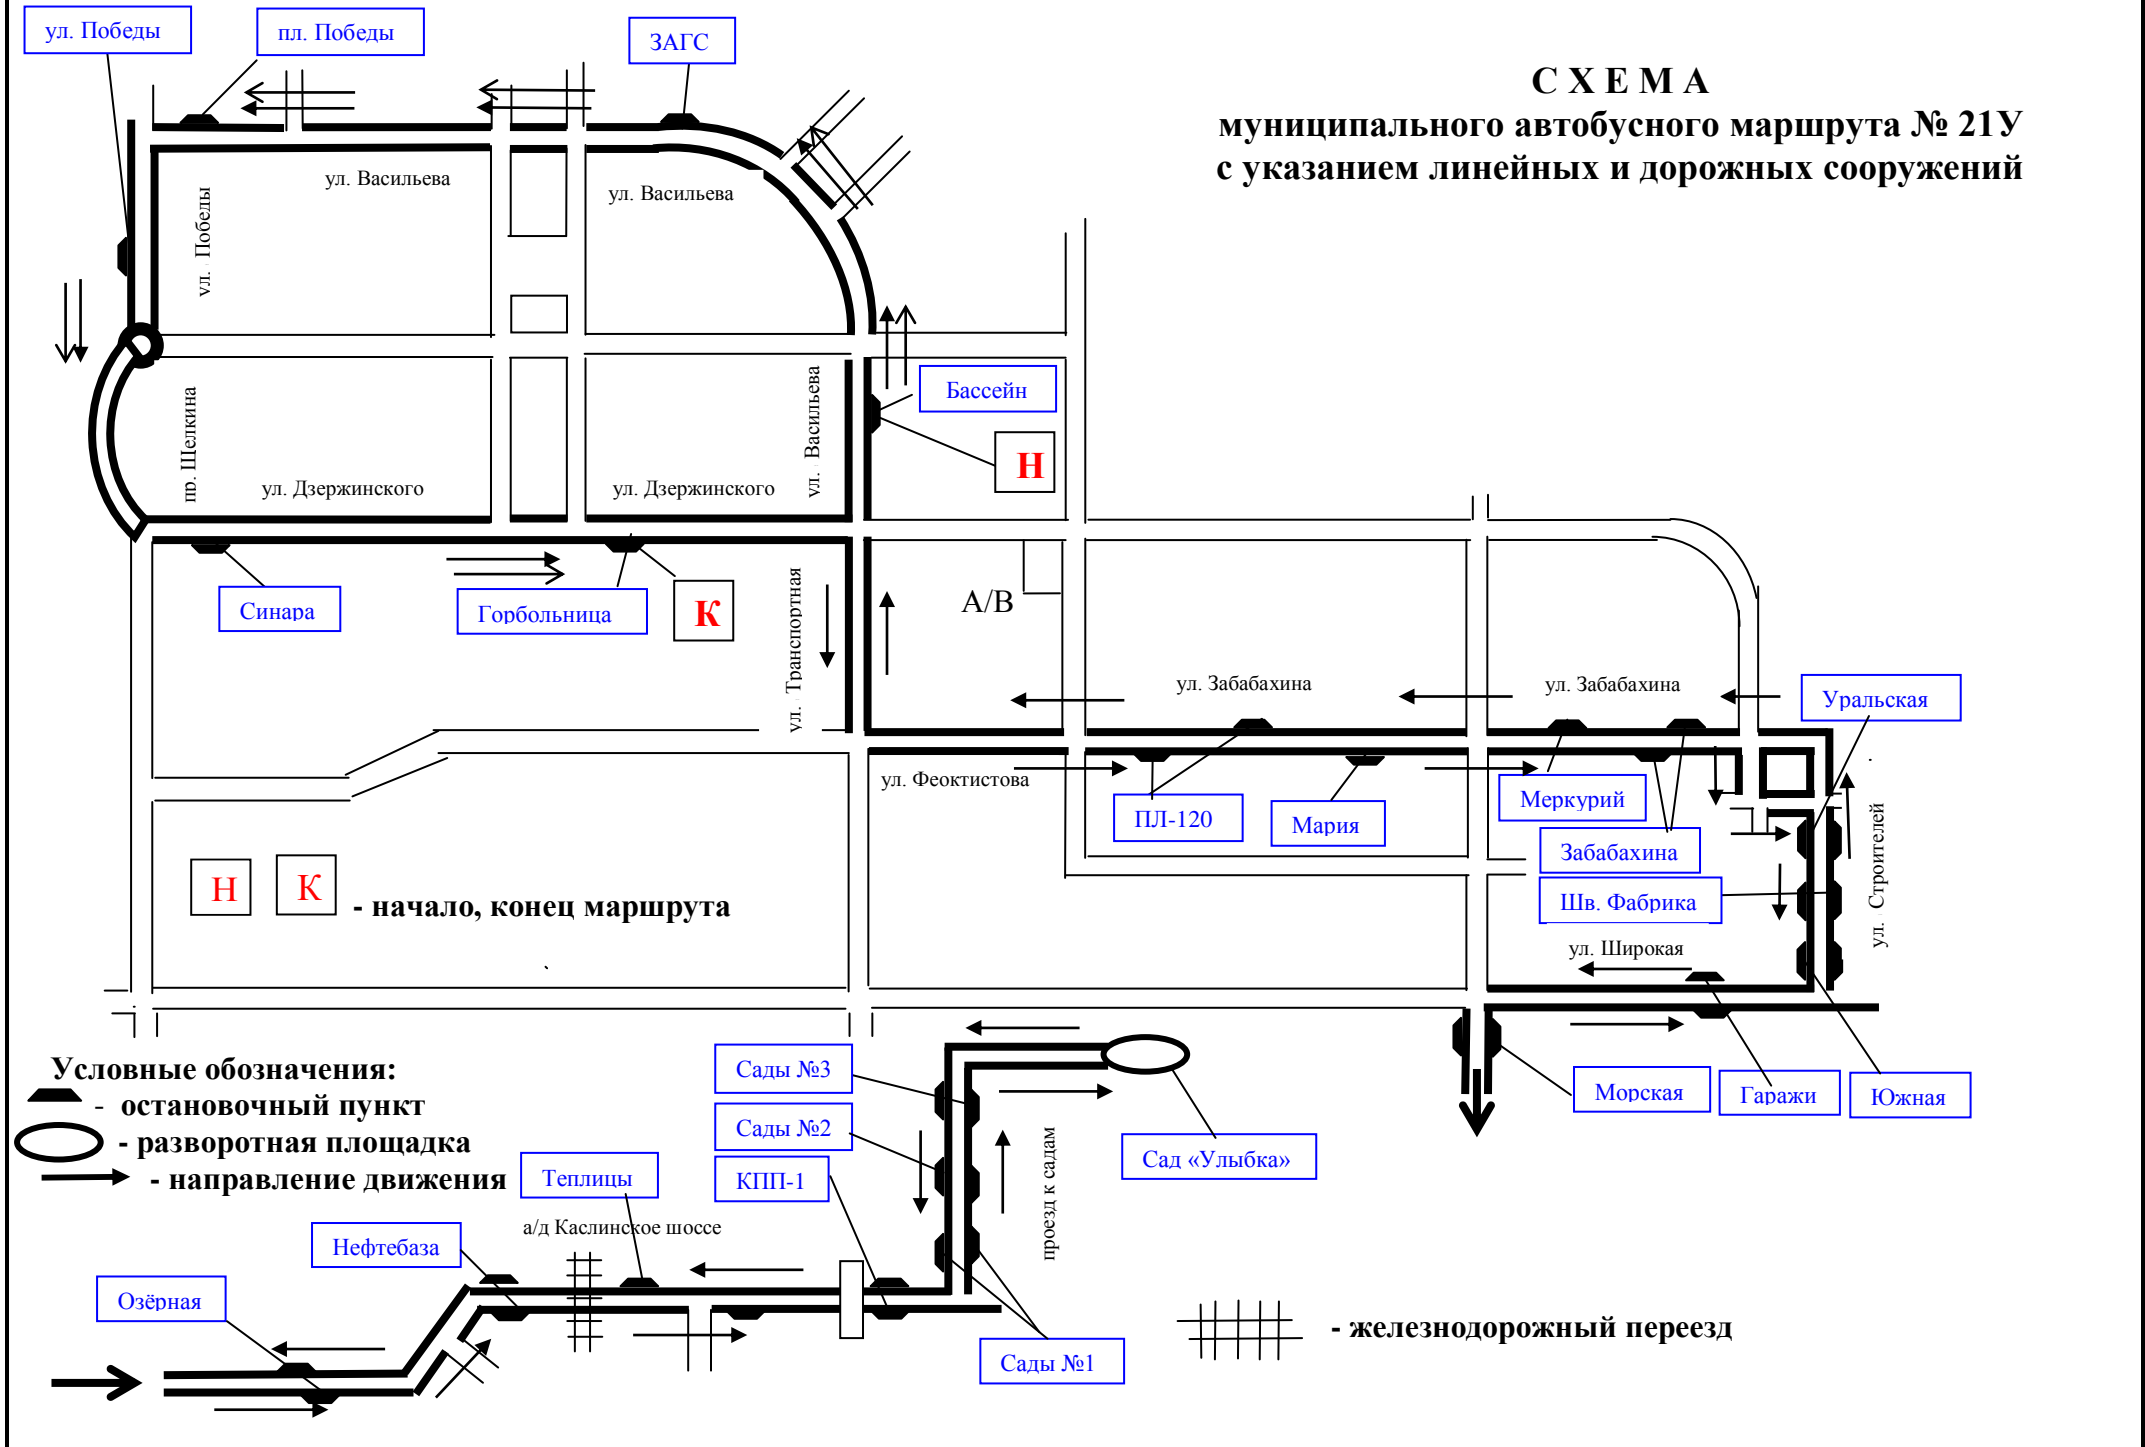 ул. Победы
пл. Победы
ЗАГС
С Х Е М А
муниципального автобусного маршрута № 21У
с указанием линейных и дорожных сооружений
ул. Васильева
ул. Васильева
ул. Победы
Бассейн
Н
пр. Щелкина
ул. Дзержинского
ул. Дзержинского
ул. Васильева
Синара
Горбольница
К
ул. Транспортная
А/В
ул. Забабахина
ул. Забабахина
Уральская
ул. Феоктистова
ПЛ-120
Мария
Меркурий
Забабахина
Шв. Фабрика
ул. Строителей
Н К - начало, конец маршрута
ул. Широкая
Морская
Гаражи
Южная
Условные обозначения:
- остановочный пункт
- разворотная площадка
- направление движения
Сады №3
Сады №2
КПП-1
Теплицы
Сад «Улыбка»
проезд к садам
а/д Каслинское шоссе
Нефтебаза
Озёрная
Сады №1
- железнодорожный переезд